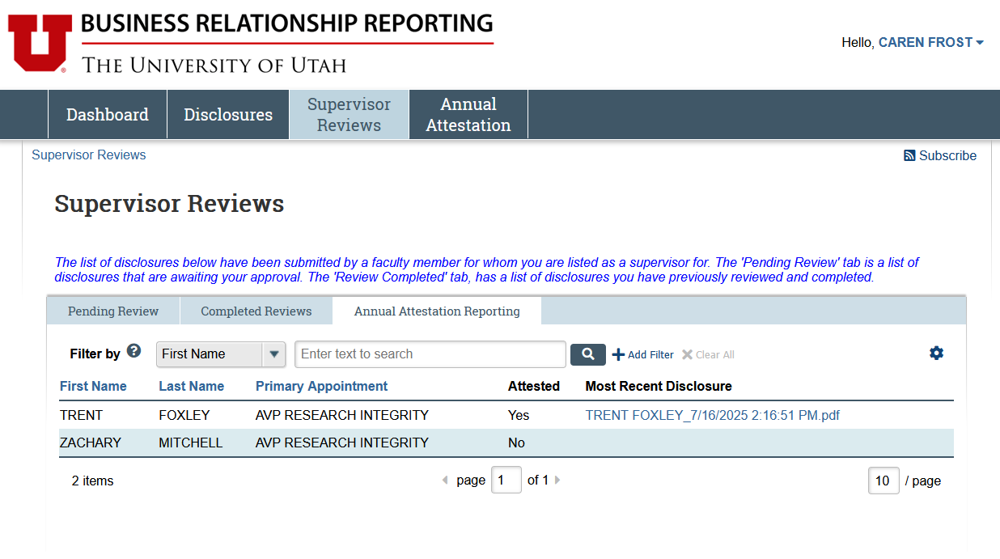 BUSINESS RELATIONSHIP REPORTING
THE UNIVERSITY OF UTAH
Hello, CAREN FROST
Dashboard
Disclosures
Supervisor
Reviews
Annual
Attestation
Supervisor Reviews
Subscribe
Supervisor Reviews
The list of disclosures below have been submitted by a faculty member for whom you are listed as a supervisor for. The 'Pending Review' tab is a list of
disclosures that are awaiting your approval. The 'Review Completed' tab, has a list of disclosures you have previously reviewed and completed.
Pending Review
Completed Reviews
Annual Attestation Reporting
Filter by ? First Name Enter text to search Add Filter Clear All
First Name Last Name Primary Appointment Attested Most Recent Disclosure
TRENT FOXLEY AVP RESEARCH INTEGRITY Yes TRENT FOXLEY_7/16/2025 2:16:51 PM.pdf
ZACHARY MITCHELL AVP RESEARCH INTEGRITY No
2 items page 1 of 1 10 / page